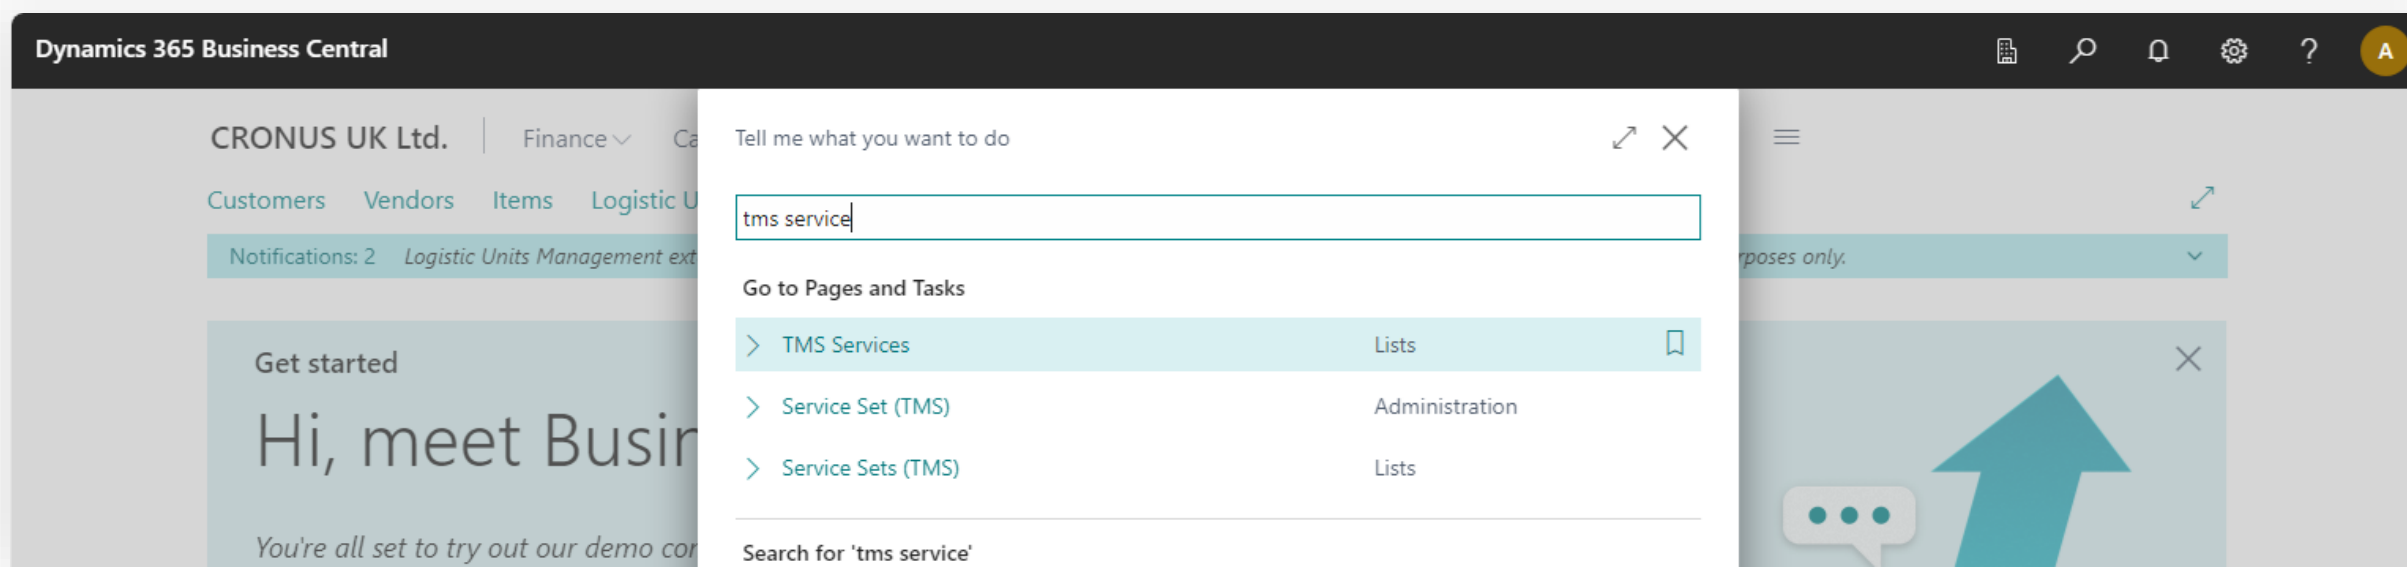 Dynamics 365 Business Central
A
CRONUS UK Ltd.
Finance
Ca
Customers Vendors Items Logistic U
Notifications: 2 Logistic Units Management ext
rposes only.
Get started
Hi, meet Busin
You're all set to try out our demo cor
Tell me what you want to do
tms service
Go to Pages and Tasks
TMS Services Lists
Service Set (TMS) Administration
Service Sets (TMS) Lists
Search for 'tms service'